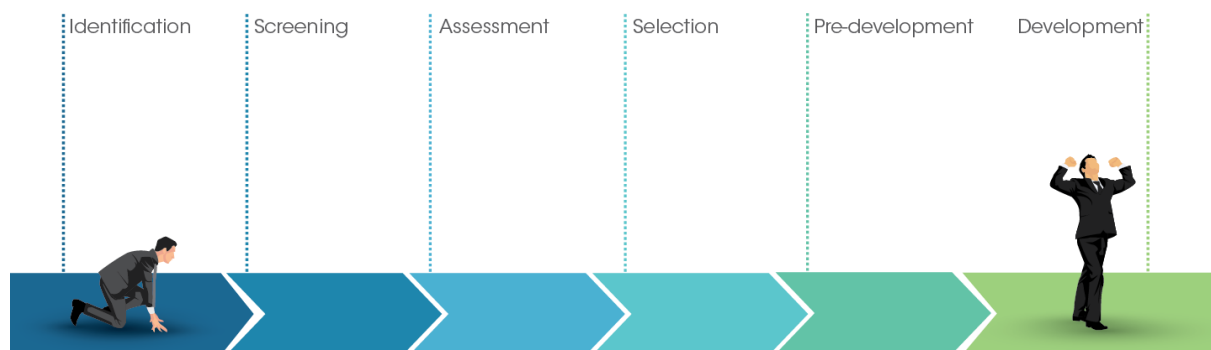 Identification
Screening
Assessment
Selection
Pre-development
Development